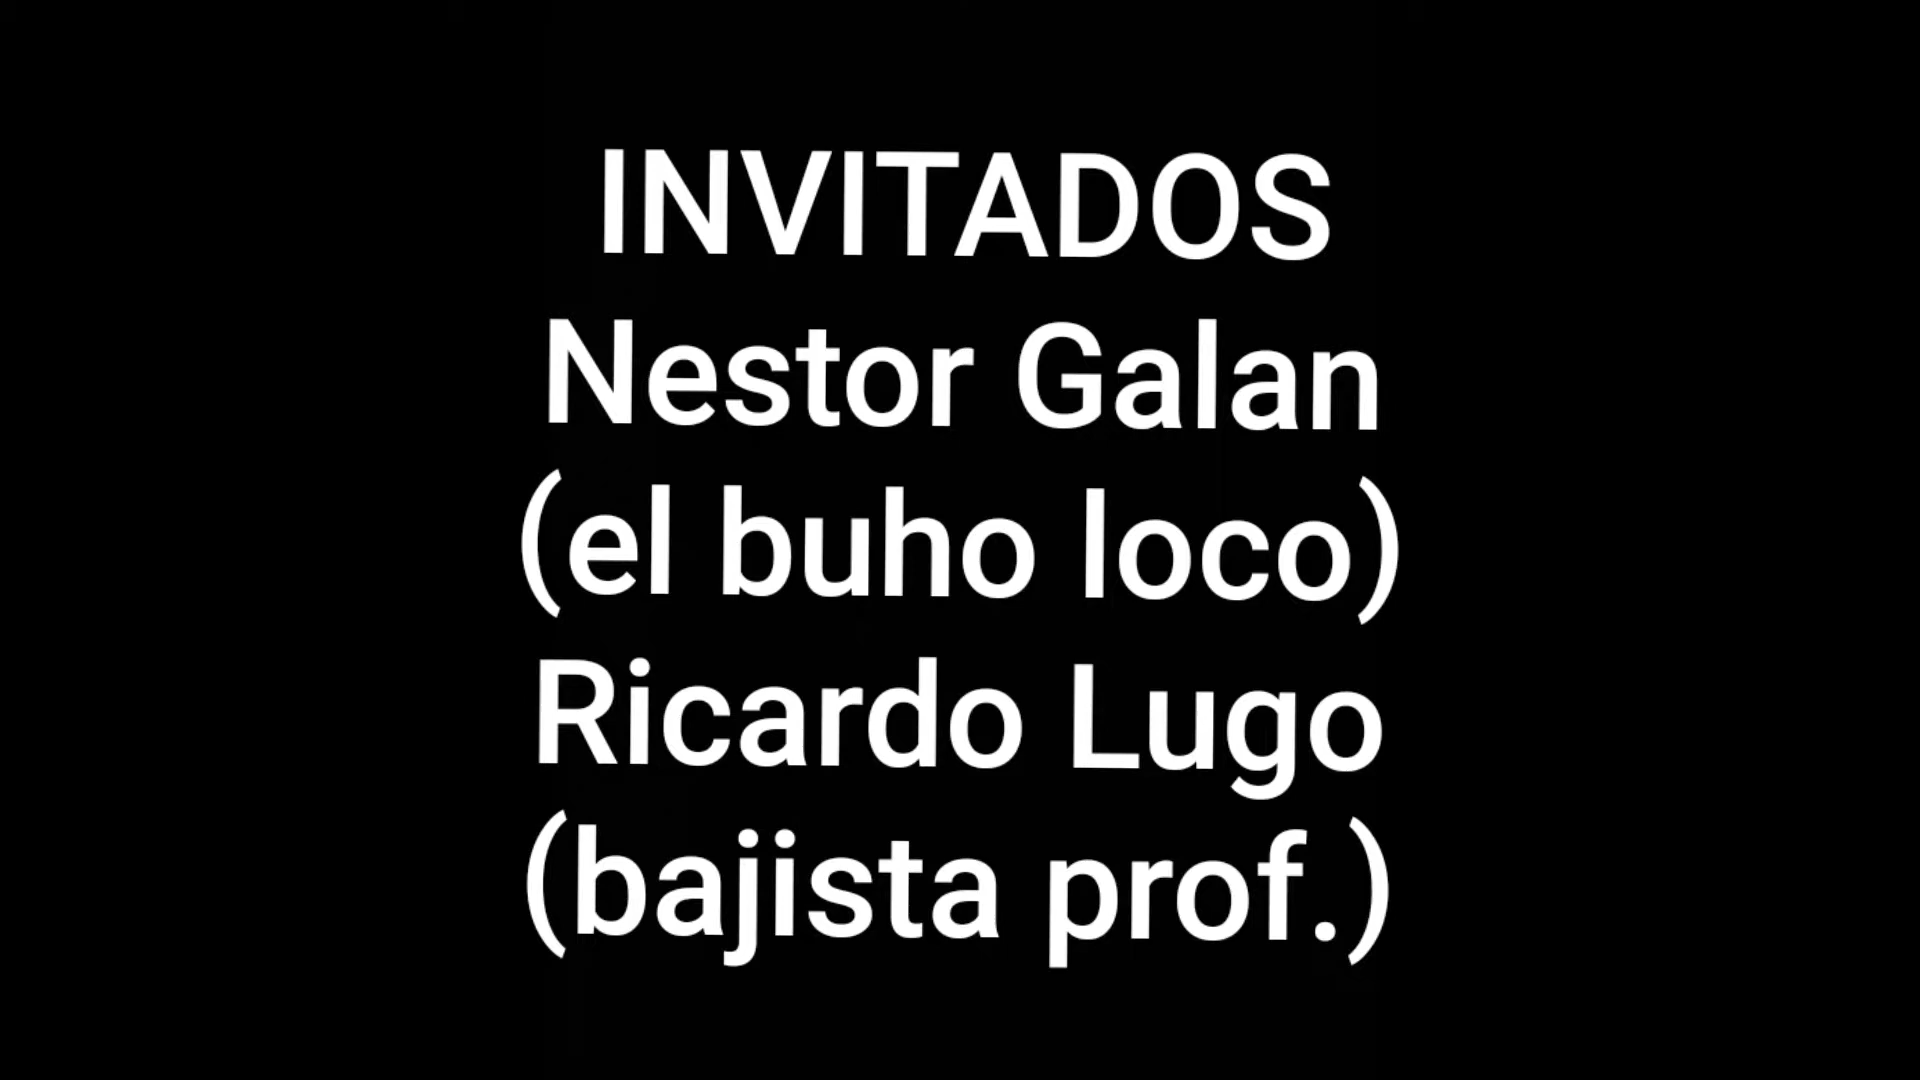 INVITADOS
Nestor Galan
(el buho loco)
Ricardo Lugo
(bajista prof.)